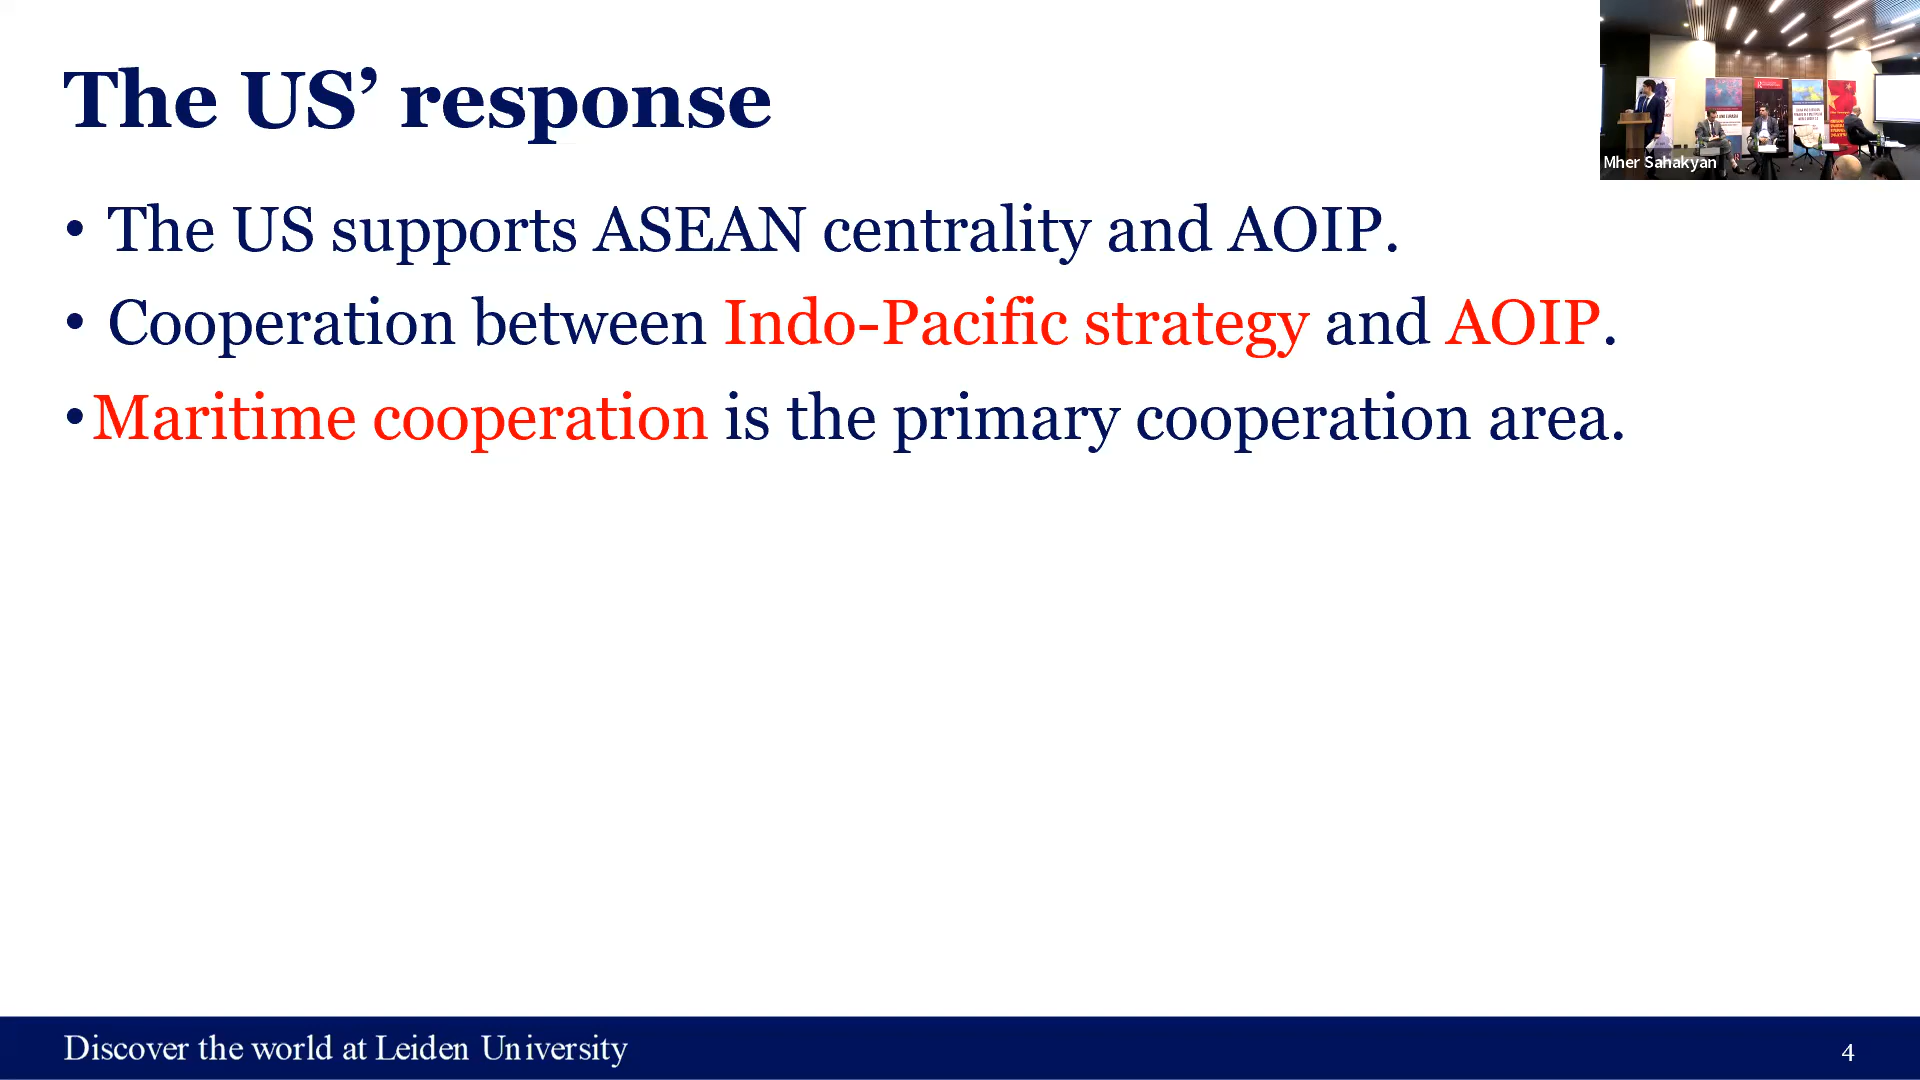 The US’ response
• The US supports ASEAN centrality and AOIP.
• Cooperation between Indo-Pacific strategy and AOIP.
• Maritime cooperation is the primary cooperation area.
Mher Sahakyan
Discover the world at Leiden University
4